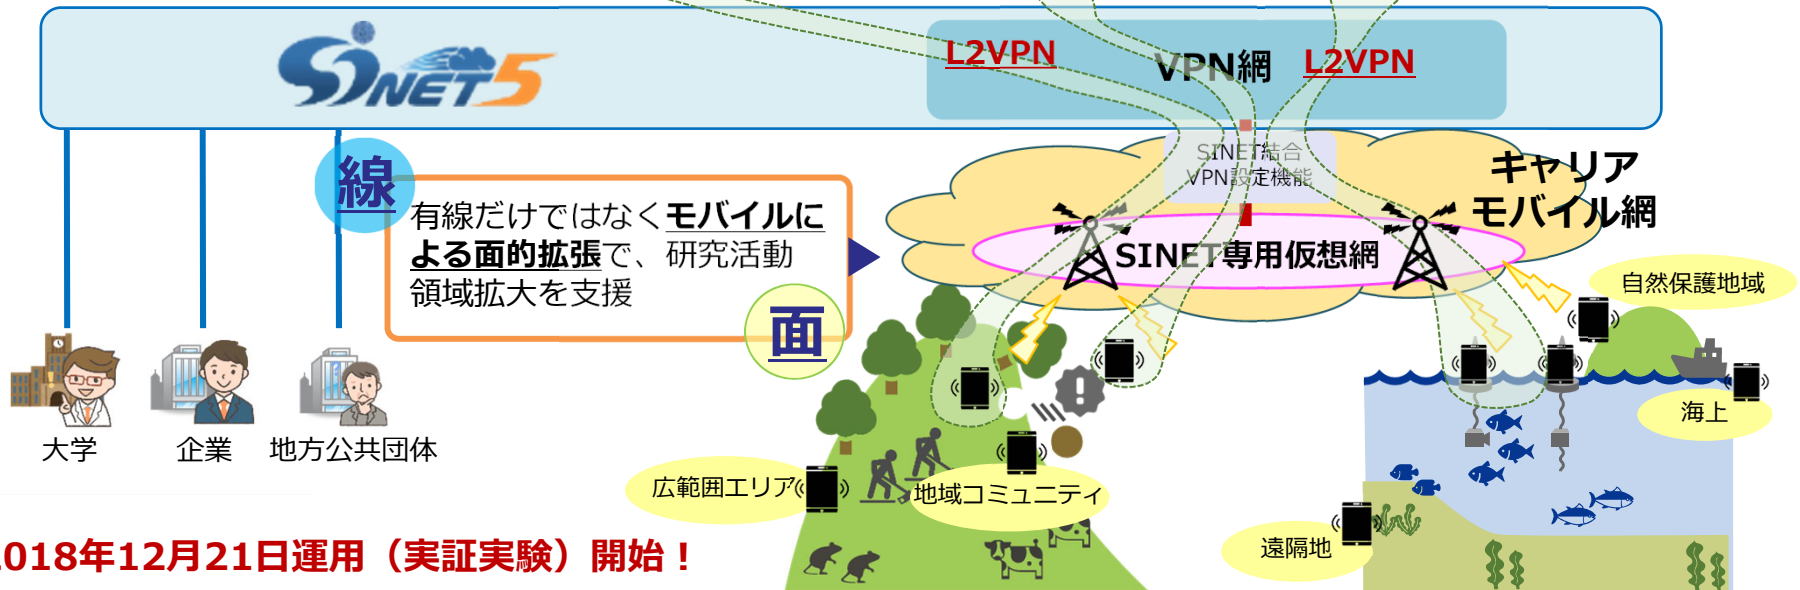 SINET5
L2VPN
VPN網
L2VPN
SINET結合
VPN設定機能
キャリア
モバイル網
SINET専用仮想網
線
有線だけではなくモバイルに
よる面的拡張で、研究活動
領域拡大を支援
面
自然保護地域
海上
大学
企業
地方公共団体
広範囲エリア
地域コミュニティ
遠隔地
2018年12月21日運用（実証実験）開始！